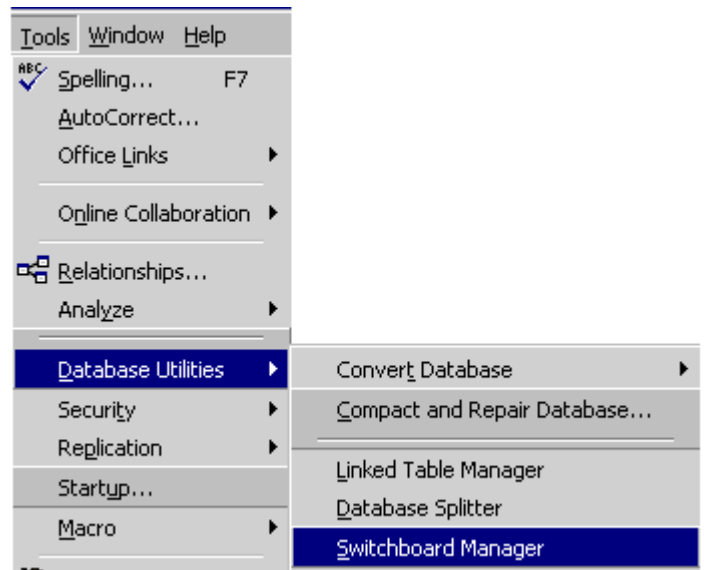 Tools Window Help
ABC Spelling... F7
AutoCorrect...
Office Links
Online Collaboration
Relationships...
Analyze
Database Utilities
Convert Database
Security
Compact and Repair Database...
Replication
Linked Table Manager
Startup...
Database Splitter
Macro
Switchboard Manager